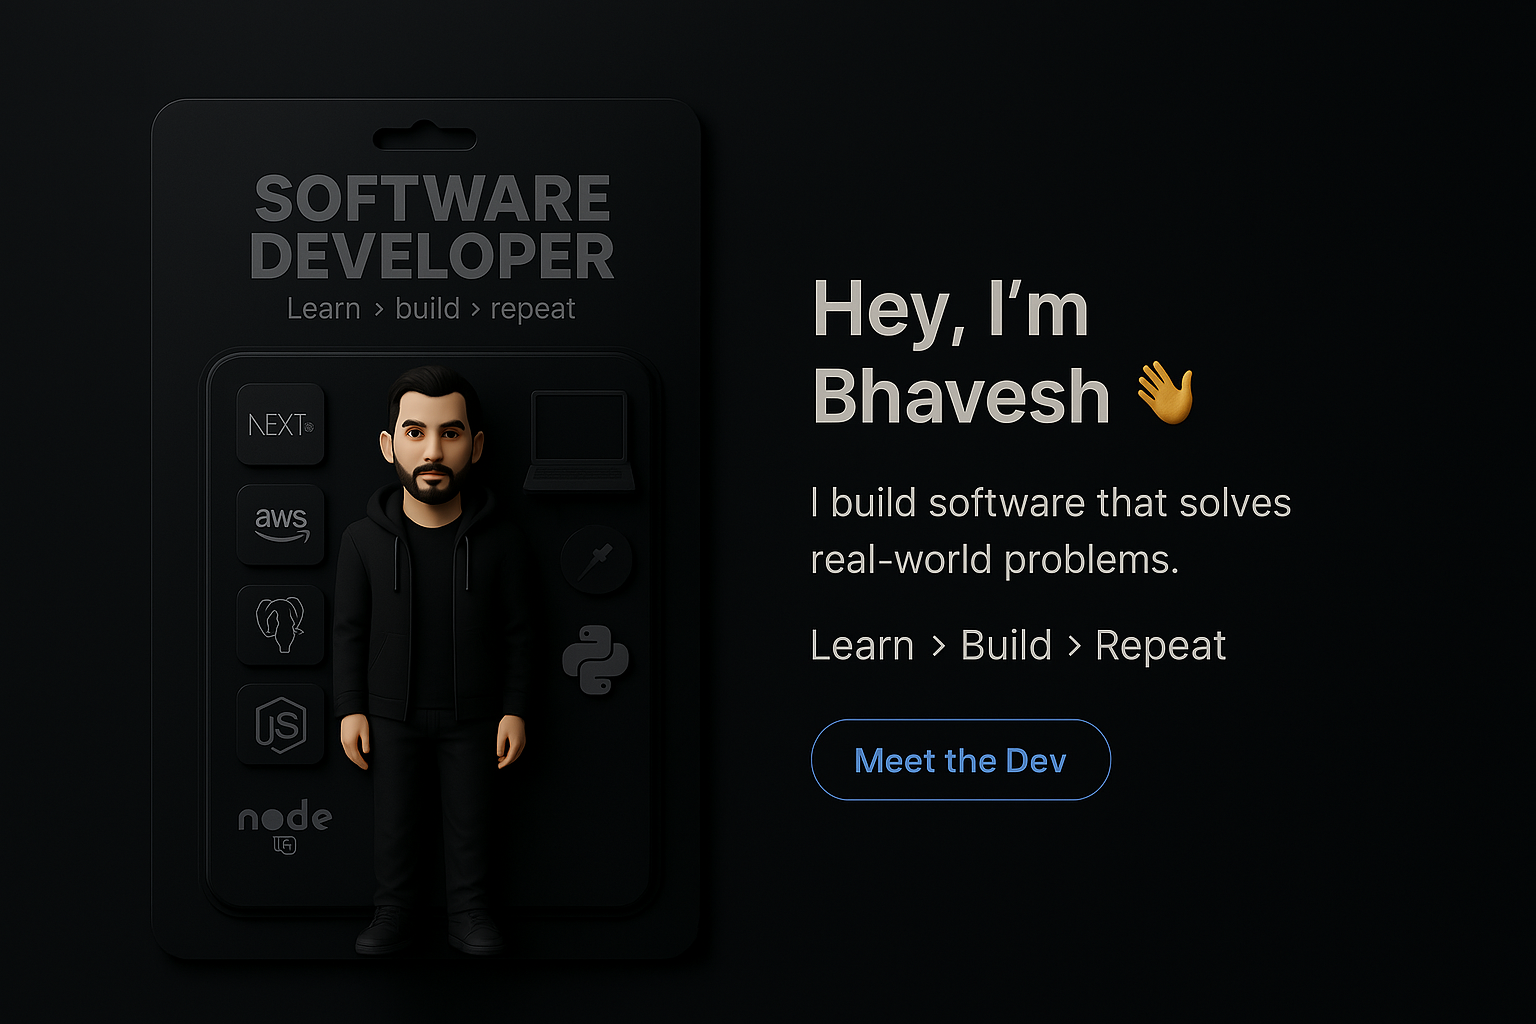 SOFTWARE
DEVELOPER
Learn > build > repeat
NEXT
aws
JS
node
Hey, I’m
Bhavesh 👋
I build software that solves
real-world problems.
Learn > Build > Repeat
Meet the Dev